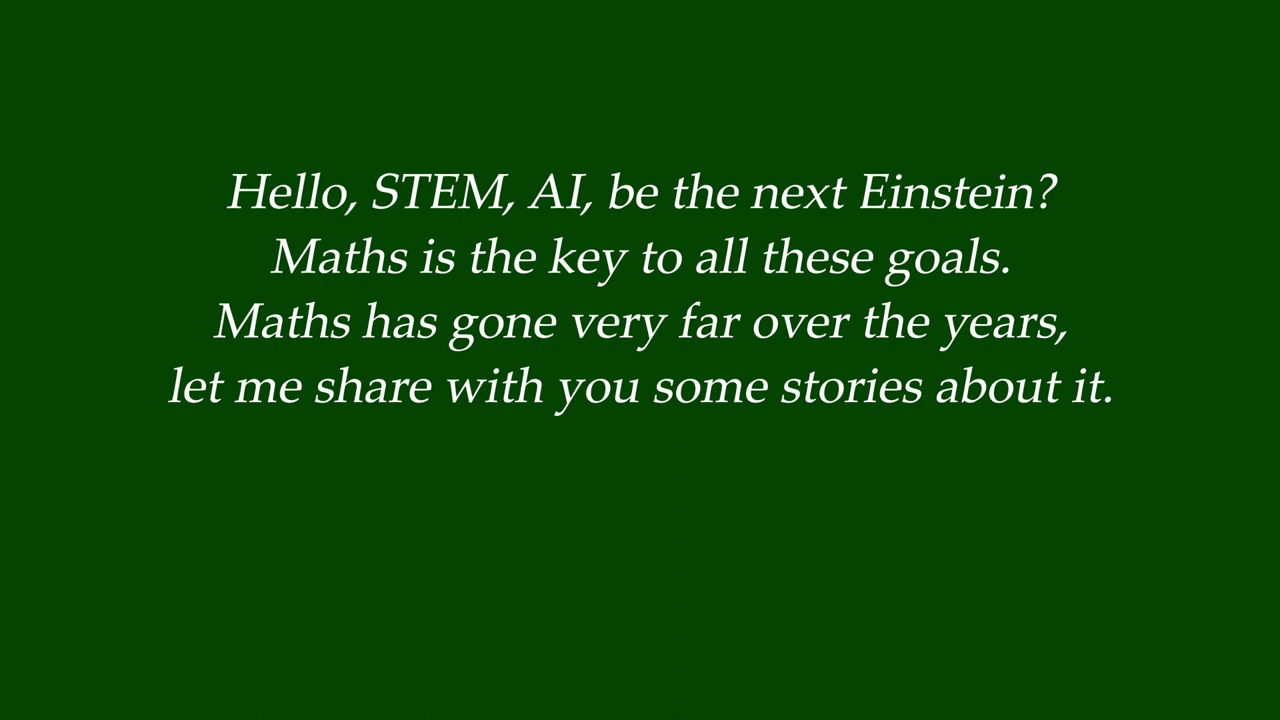 Hello, STEM, AI, be the next Einstein?
Maths is the key to all these goals.
Maths has gone very far over the years,
let me share with you some stories about it.